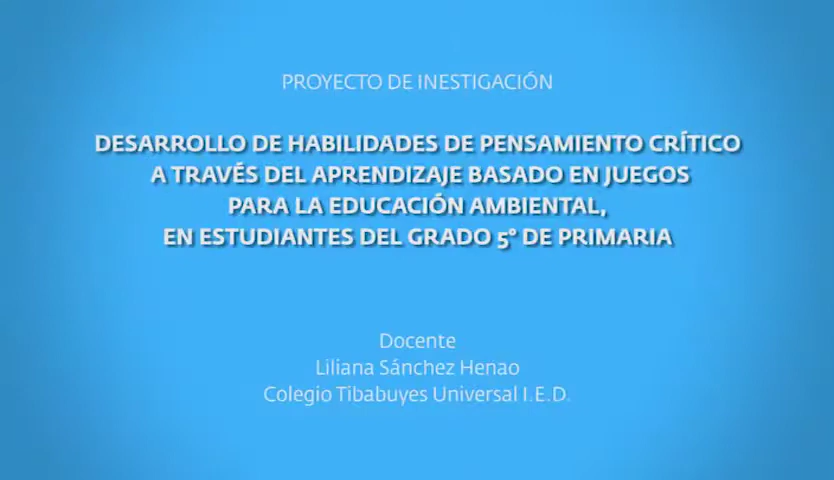 PROYECTO DE INESTIGACIÓN
DESARROLLO DE HABILIDADES DE PENSAMIENTO CRÍTICO
A TRAVÉS DEL APRENDIZAJE BASADO EN JUEGOS
PARA LA EDUCACIÓN AMBIENTAL,
EN ESTUDIANTES DEL GRADO 5° DE PRIMARIA
Docente
Liliana Sánchez Henao
Colegio Tibabuyes Universal I.E.D.